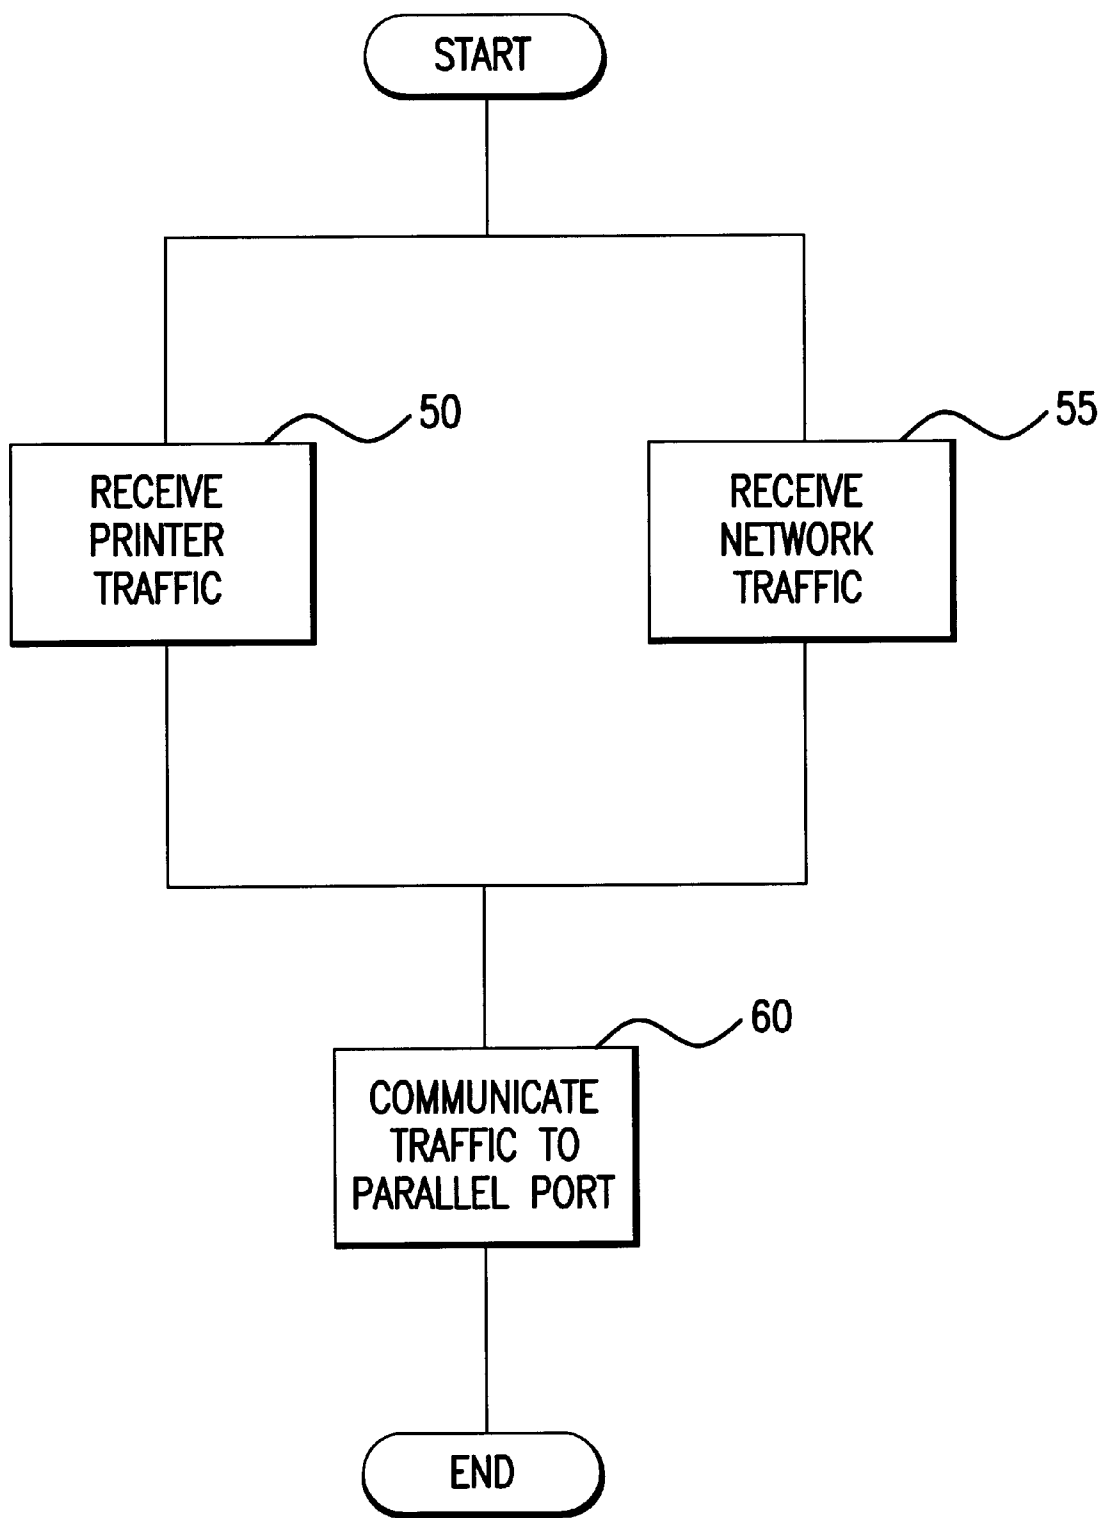 START
50
RECEIVE
PRINTER
TRAFFIC
55
RECEIVE
NETWORK
TRAFFIC
60
COMMUNICATE
TRAFFIC TO
PARALLEL PORT
END